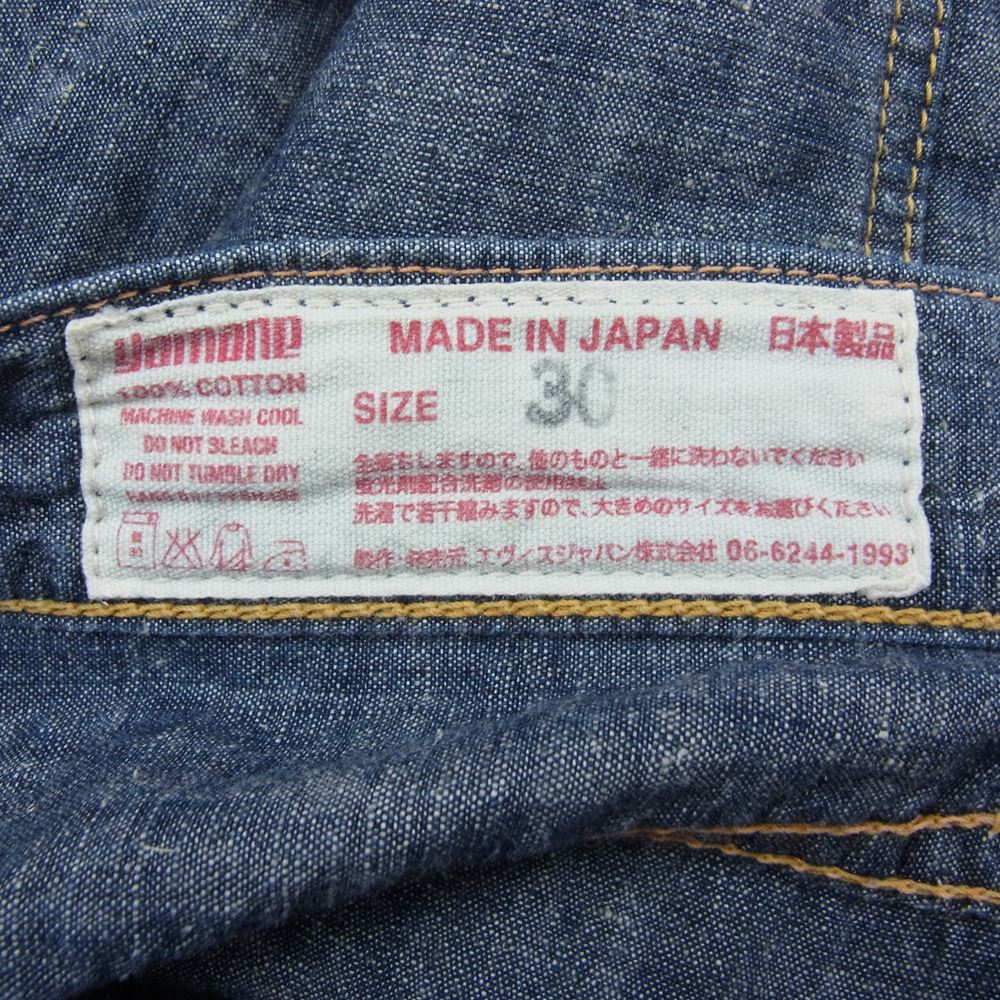 yamane
100% COTTON
MACHINE WASH COOL
DO NOT BLEACH
DO NOT TUMBLE DRY
MADE IN JAPAN 日本製品
SIZE 30
色落ちしますので、他のものと一緒に洗わないでください
蛍光剤配合洗剤の使用禁止
洗濯で若干縮みますので、大きめのサイズをお選びください
製作・発売元 エヴィスジャパン株式会社 06-6244-1993